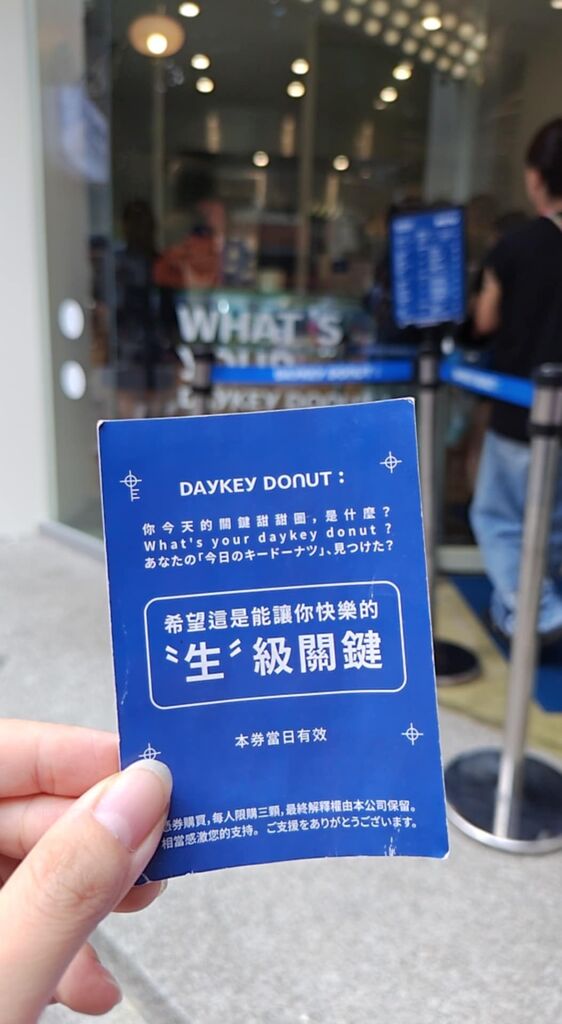 WHAT'S
YOUR
DAYKEY DONUT
DAYKEY DONUT :
你今天的關鍵甜甜圈，是什麼？
What's your daykey donut ?
あなたの「今日のキードーナツ」、見つけた？
希望這是能讓你快樂的
〝生〞級關鍵
本券當日有效
券購買，每人限購三顆，最終解釋權由本公司保留。
相當感激您的支持。ご支援をありがとうございます。